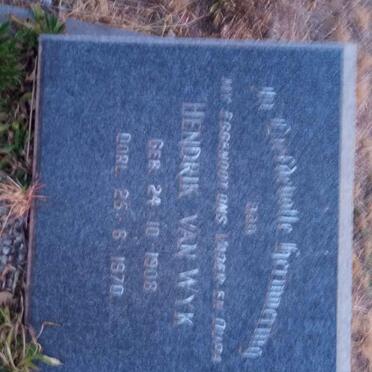 In Liefdevolle Herinnering
aan
MY EGGENOOT ONS VADER EN OUPA
HENDRIK VAN WYK
GEB. 24·10·1908
OORL. 25·6·1970